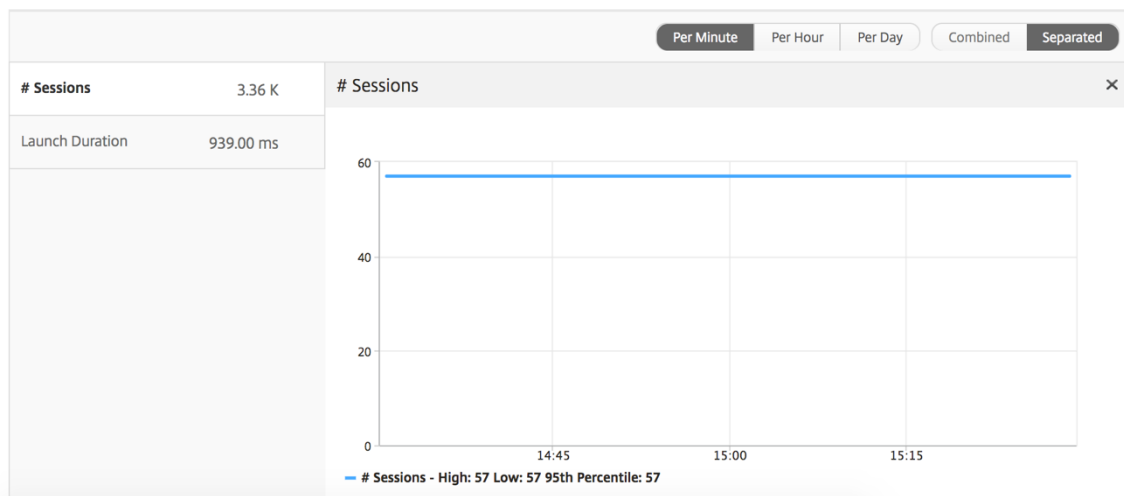 Per Minute Per Hour Per Day Combined Separated
# Sessions 3.36 K
Launch Duration 939.00 ms
# Sessions ×
60
40
20
0
14:45 15:00 15:15
# Sessions - High: 57 Low: 57 95th Percentile: 57